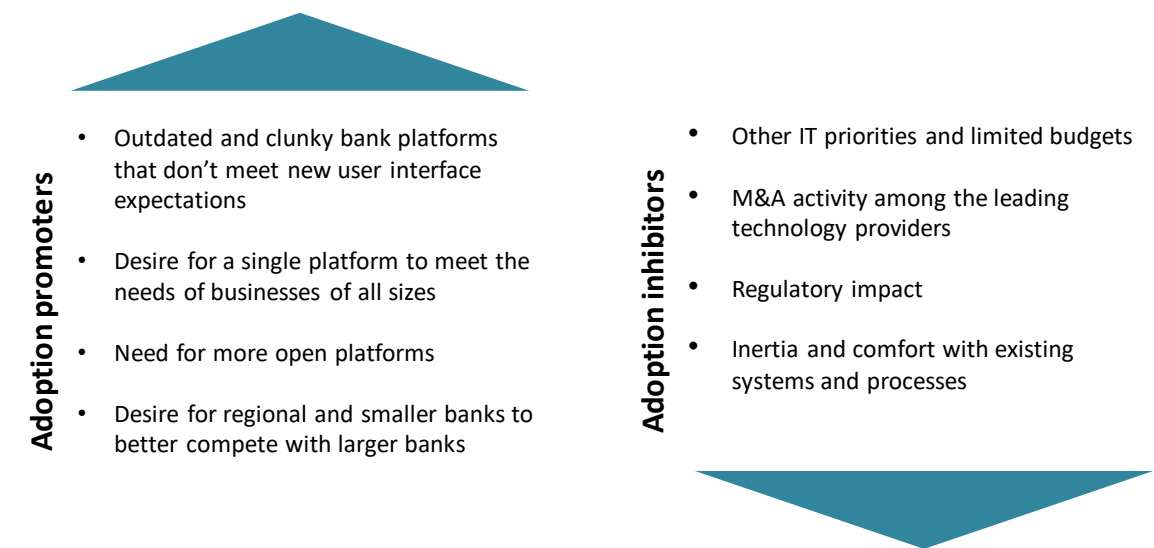 Adoption promoters
• Outdated and clunky bank platforms
that don’t meet new user interface
expectations
• Desire for a single platform to meet the
needs of businesses of all sizes
• Need for more open platforms
• Desire for regional and smaller banks to
better compete with larger banks
Adoption inhibitors
• Other IT priorities and limited budgets
• M&A activity among the leading
technology providers
• Regulatory impact
• Inertia and comfort with existing
systems and processes